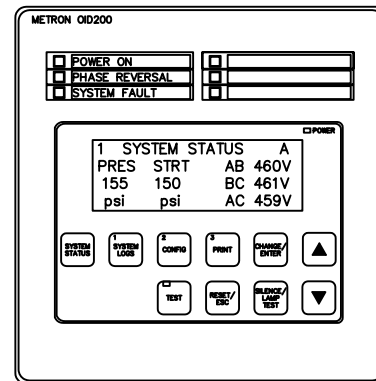 METRON OID200
POWER ON
PHASE REVERSAL
SYSTEM FAULT
POWER
1 SYSTEM STATUS A
PRES STRT AB 460V
155 150 BC 461V
psi psi AC 459V
SYSTEM STATUS
1 SYSTEM LOGS
2 CONFIG
3 PRINT
CHANGE/ ENTER
TEST
RESET/ ESC
SILENCE/ LAMP TEST